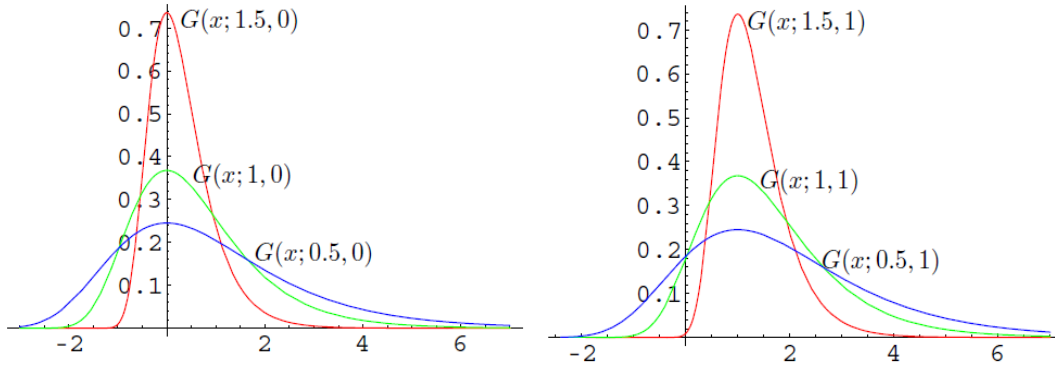 0.7
G(x; 1.5, 0)
0.6
0.5
0.4
G(x; 1, 0)
0.3
0.2
G(x; 0.5, 0)
0.1
-2 2 4 6
0.7
G(x; 1.5, 1)
0.6
0.5
0.4
G(x; 1, 1)
0.3
0.2
G(x; 0.5, 1)
0.1
-2 0 2 4 6